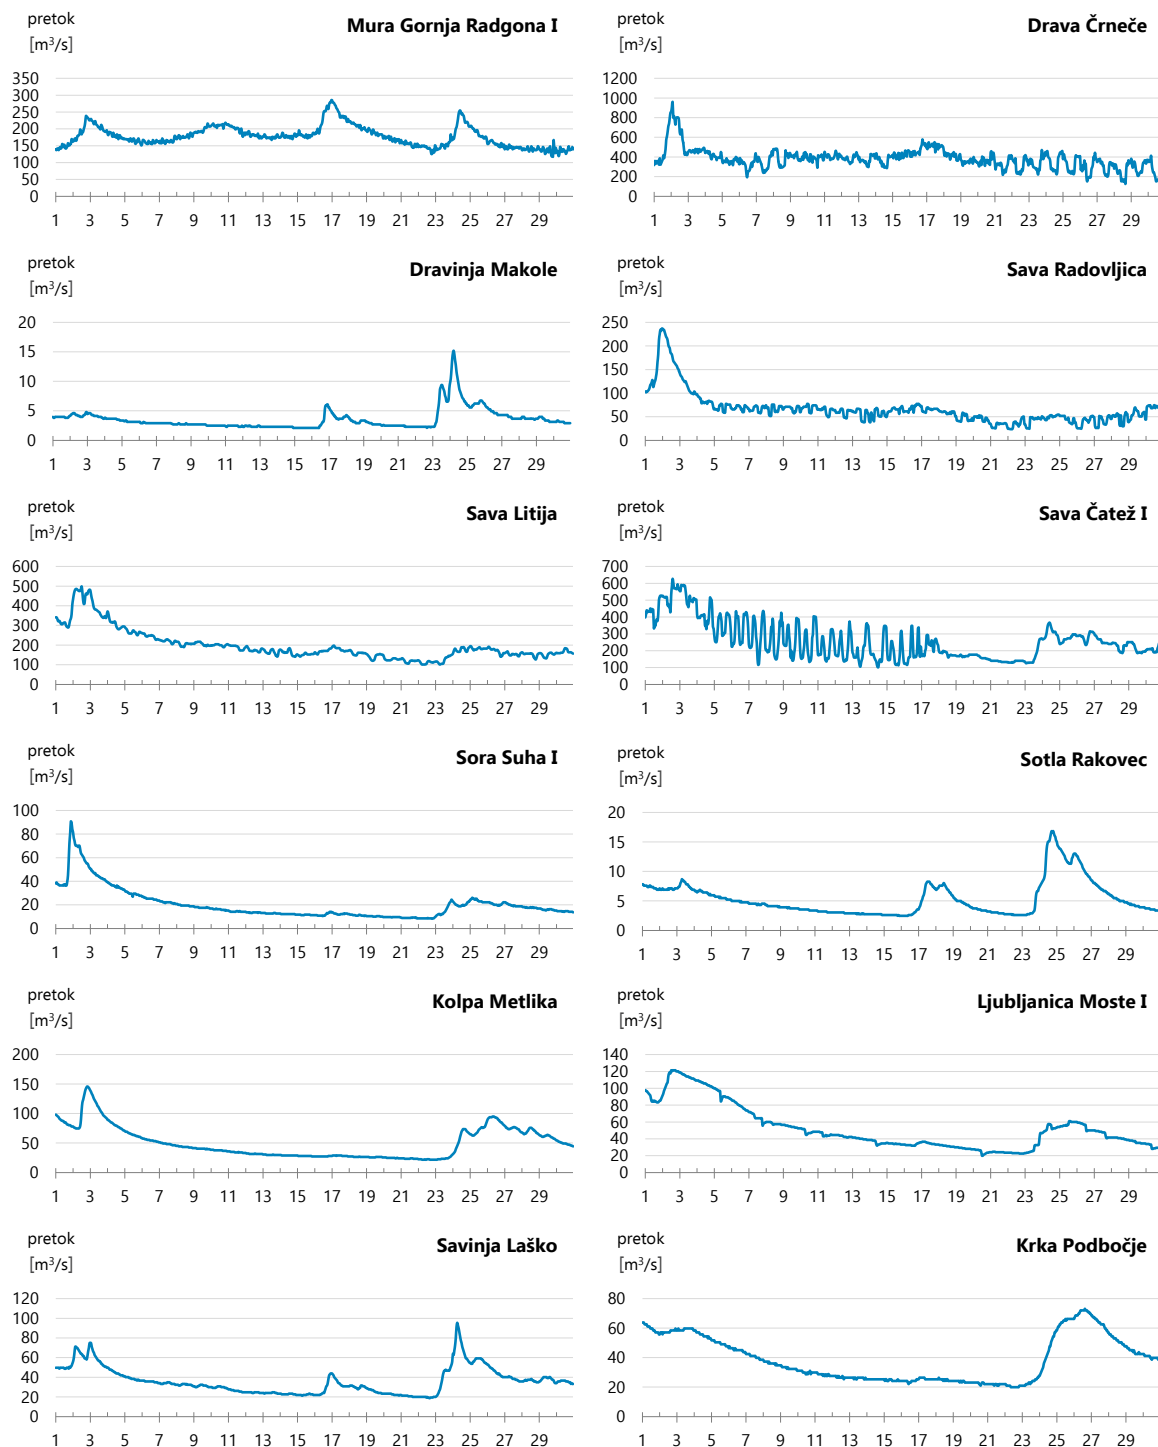 pretok
[m³/s]
Mura Gornja Radgona I
350
300
250
200
150
100
50
0
1 3 5 7 9 11 13 15 17 19 21 23 25 27 29
pretok
[m³/s]
Drava Črneče
1200
1000
800
600
400
200
0
1 3 5 7 9 11 13 15 17 19 21 23 25 27 29
pretok
[m³/s]
Dravinja Makole
20
15
10
5
0
1 3 5 7 9 11 13 15 17 19 21 23 25 27 29
pretok
[m³/s]
Sava Radovljica
250
200
150
100
50
0
1 3 5 7 9 11 13 15 17 19 21 23 25 27 29
pretok
[m³/s]
Sava Litija
600
500
400
300
200
100
0
1 3 5 7 9 11 13 15 17 19 21 23 25 27 29
pretok
[m³/s]
Sava Čatež I
700
600
500
400
300
200
100
0
1 3 5 7 9 11 13 15 17 19 21 23 25 27 29
pretok
[m³/s]
Sora Suha I
100
80
60
40
20
0
1 3 5 7 9 11 13 15 17 19 21 23 25 27 29
pretok
[m³/s]
Sotla Rakovec
20
15
10
5
0
1 3 5 7 9 11 13 15 17 19 21 23 25 27 29
pretok
[m³/s]
Kolpa Metlika
200
150
100
50
0
1 3 5 7 9 11 13 15 17 19 21 23 25 27 29
pretok
[m³/s]
Ljubljanica Moste I
140
120
100
80
60
40
20
0
1 3 5 7 9 11 13 15 17 19 21 23 25 27 29
pretok
[m³/s]
Savinja Laško
120
100
80
60
40
20
0
1 3 5 7 9 11 13 15 17 19 21 23 25 27 29
pretok
[m³/s]
Krka Podbočje
80
60
40
20
0
1 3 5 7 9 11 13 15 17 19 21 23 25 27 29